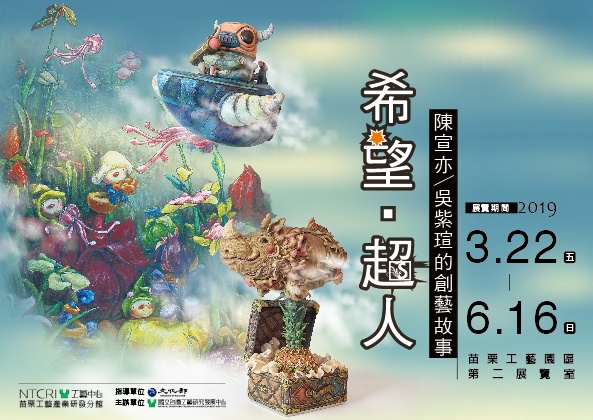 希望・超人
陳宣亦/吳紫瑄的創藝故事
展覽期間 2019
3.22 五
6.16 日
苗栗工藝園區
第二展覽室
NTCRI 工藝中心
苗栗工藝產業研發分館
指導單位 文化部
主辦單位 國立台灣工藝研究發展中心